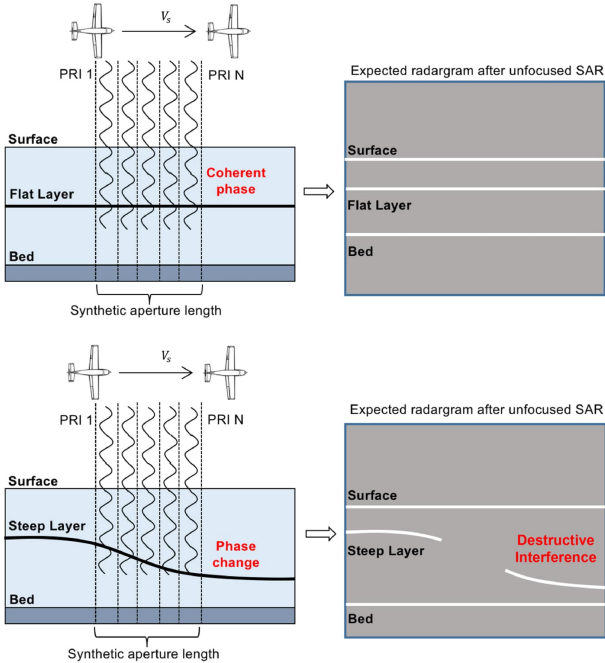 Vs
PRI 1
PRI N
Surface
Flat Layer
Coherent
phase
Bed
Synthetic aperture length
Expected radargram after unfocused SAR
Surface
Flat Layer
Bed
Vs
PRI 1
PRI N
Surface
Steep Layer
Phase
change
Bed
Synthetic aperture length
Expected radargram after unfocused SAR
Surface
Steep Layer
Destructive
Interference
Bed